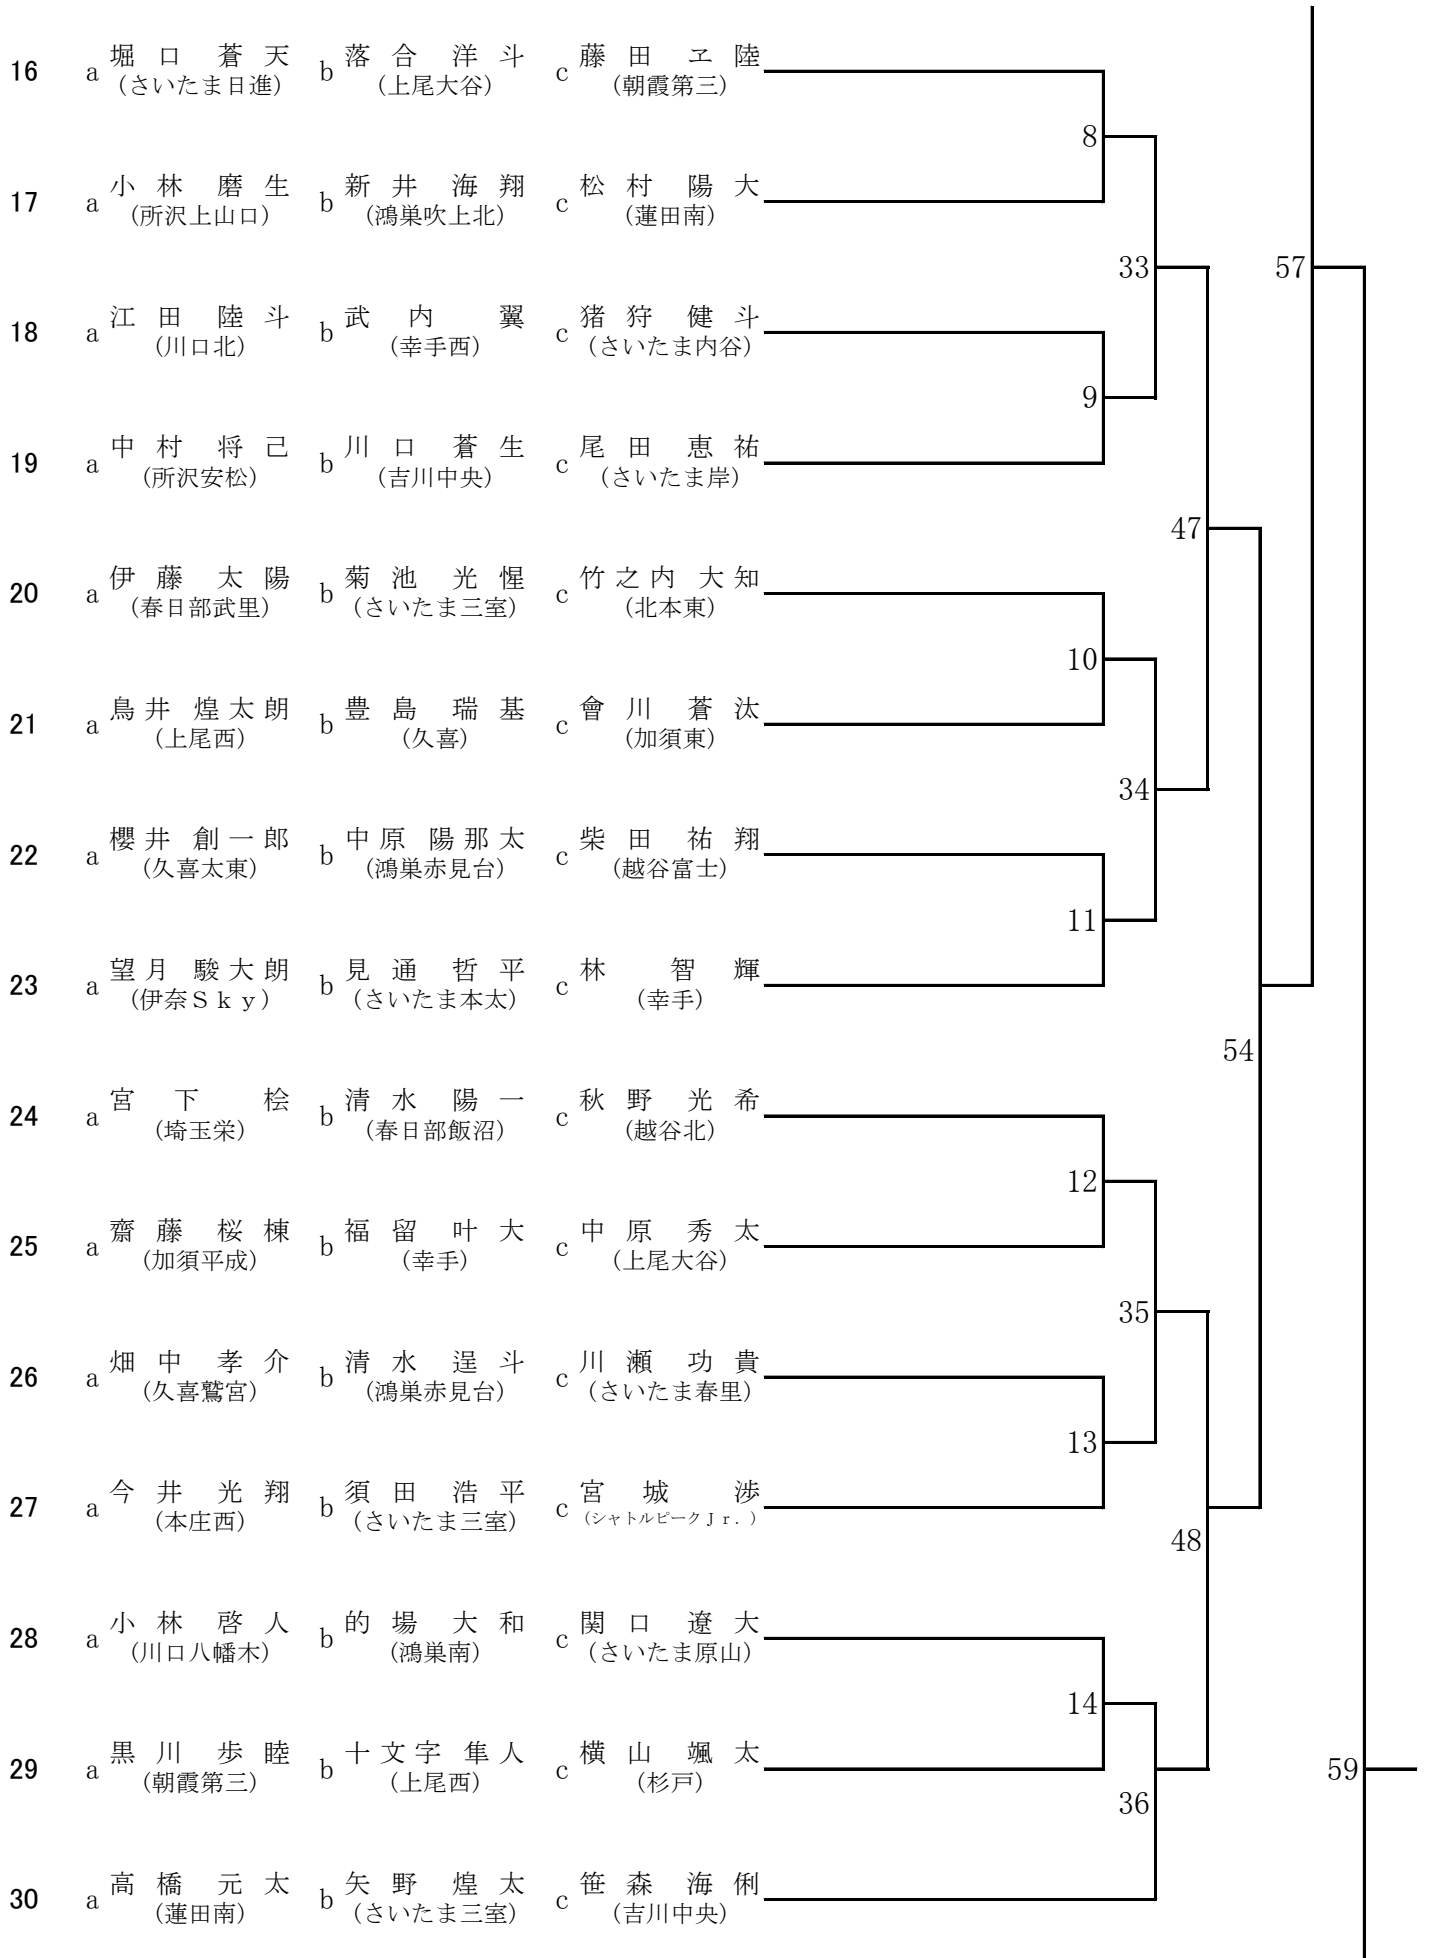 16 a 堀口 蒼天 b 落合 洋斗 c 藤田 ヱ陸
(さいたま日進) (上尾大谷) (朝霞第三)
8
17 a 小林 磨生 b 新井 海翔 c 松村 陽大
(所沢上山口) (鴻巣吹上北) (蓮田南)
33 57
18 a 江田 陸斗 b 武内 翼 c 猪狩 健斗
(川口北) (幸手西) (さいたま内谷)
9
19 a 中村 将己 b 川口 蒼生 c 尾田 恵祐
(所沢安松) (吉川中央) (さいたま岸)
47
20 a 伊藤 太陽 b 菊池 光惺 c 竹之内 大知
(春日部武里) (さいたま三室) (北本東)
10
21 a 鳥井 煌太朗 b 豊島 瑞基 c 會川 蒼汰
(上尾西) (久喜) (加須東)
34
22 a 櫻井 創一郎 b 中原 陽那太 c 柴田 祐翔
(久喜太東) (鴻巣赤見台) (越谷富士)
11
23 a 望月 駿大朗 b 見通 哲平 c 林 智輝
(伊奈Ｓｋｙ) (さいたま本太) (幸手)
54
24 a 宮下 桧 b 清水 陽一 c 秋野 光希
(埼玉栄) (春日部飯沼) (越谷北)
12
25 a 齋藤 桜棟 b 福留 叶大 c 中原 秀太
(加須平成) (幸手) (上尾大谷)
35
26 a 畑中 孝介 b 清水 逞斗 c 川瀬 功貴
(久喜鷲宮) (鴻巣赤見台) (さいたま春里)
13
27 a 今井 光翔 b 須田 浩平 c 宮城 渉
(本庄西) (さいたま三室) (シャトルピークＪｒ．)
48
28 a 小林 啓人 b 的場 大和 c 関口 遼大
(川口八幡木) (鴻巣南) (さいたま原山)
14
29 a 黒川 歩睦 b 十文字 隼人 c 横山 颯太
(朝霞第三) (上尾西) (杉戸)
59
36
30 a 高橋 元太 b 矢野 煌太 c 笹森 海俐
(蓮田南) (さいたま三室) (吉川中央)